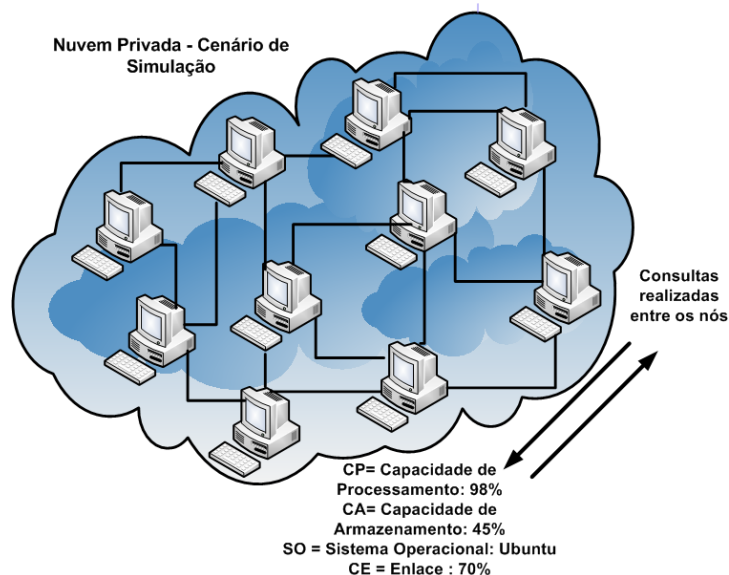 Nuvem Privada - Cenário de
Simulação
Consultas
realizadas
entre os nós
CP= Capacidade de
Processamento: 98%
CA= Capacidade de
Armazenamento: 45%
SO = Sistema Operacional: Ubuntu
CE = Enlace : 70%